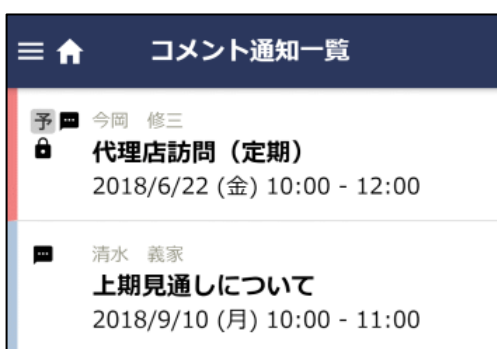 コメント通知一覧
予 今岡 修三
代理店訪問（定期）
2018/6/22 (金) 10:00 - 12:00
清水 義家
上期見通しについて
2018/9/10 (月) 10:00 - 11:00